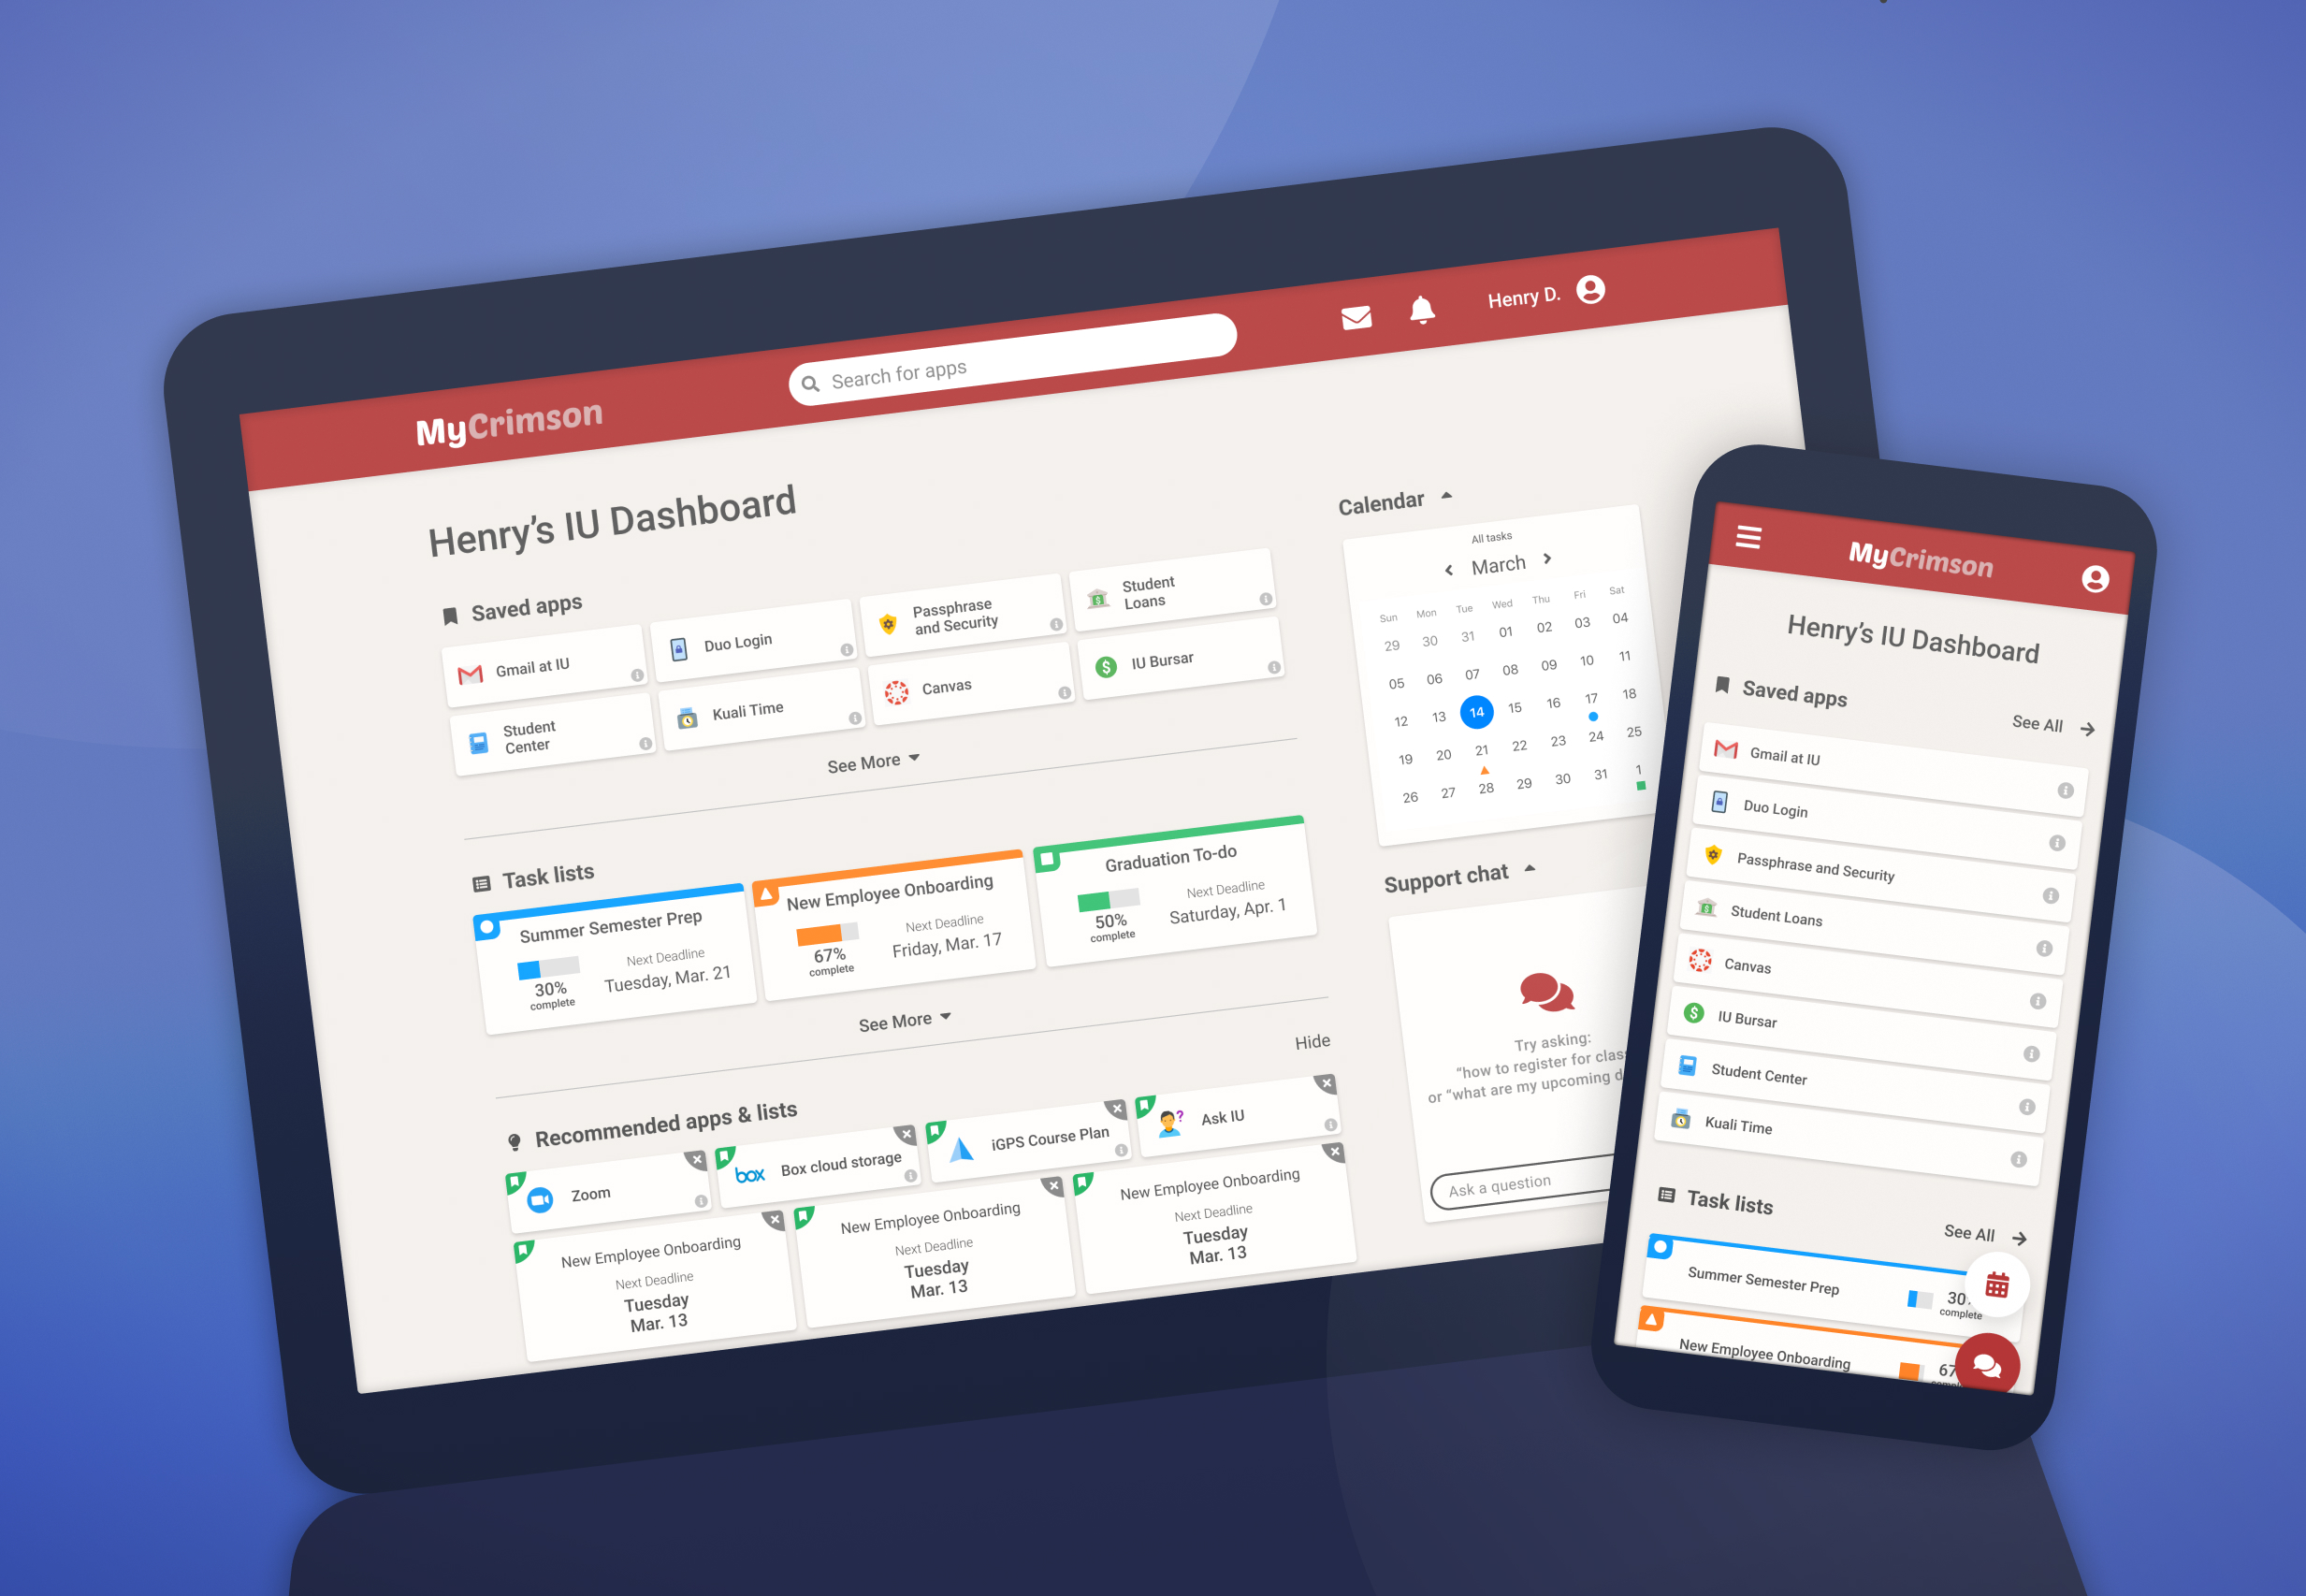 MyCrimson
Search for apps
Henry D.
Henry's IU Dashboard
Saved apps
Gmail at IU
Duo Login
Passphrase
and Security
Student
Loans
Student
Center
Kuali Time
Canvas
IU Bursar
See More
Task lists
Summer Semester Prep
30%
complete
Next Deadline
Tuesday, Mar. 21
New Employee Onboarding
67%
complete
Next Deadline
Friday, Mar. 17
Graduation To-do
50%
complete
Next Deadline
Saturday, Apr. 1
See More
Hide
Recommended apps & lists
Zoom
box
Box cloud storage
iGPS Course Plan
Ask IU
New Employee Onboarding
Next Deadline
Tuesday
Mar. 13
New Employee Onboarding
Next Deadline
Tuesday
Mar. 13
New Employee Onboarding
Next Deadline
Tuesday
Mar. 13
Calendar
All tasks
March
Sun Mon Tue Wed Thu Fri Sat
29 30 31 01 02 03 04
05 06 07 08 09 10 11
12 13 14 15 16 17 18
19 20 21 22 23 24 25
26 27 28 29 30 31 1
Support chat
Try asking:
"how to register for clas
or "what are my upcoming d
Ask a question
MyCrimson
Henry's IU Dashboard
Saved apps
See All
Gmail at IU
Duo Login
Passphrase and Security
Student Loans
Canvas
IU Bursar
Student Center
Kuali Time
Task lists
See All
Summer Semester Prep
30
complete
New Employee Onboarding
67